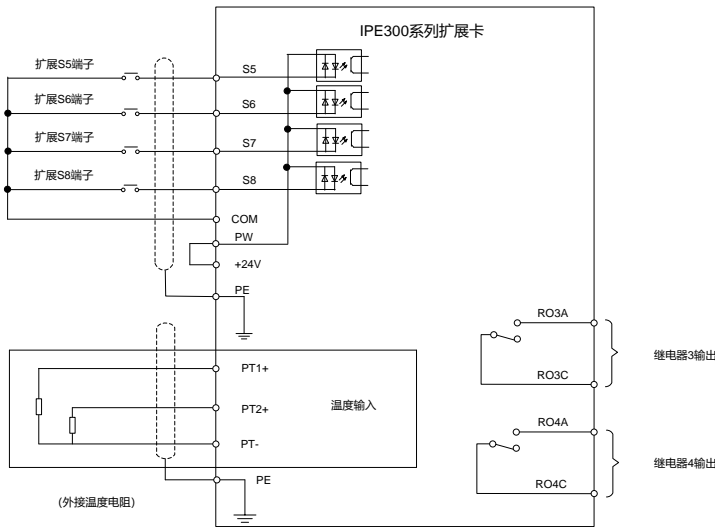 IPE300系列扩展卡
扩展S5端子
S5
扩展S6端子
S6
扩展S7端子
S7
扩展S8端子
S8
COM
PW
+24V
PE
RO3A
继电器3输出
RO3C
PT1+
PT2+
温度输入
PT-
RO4A
继电器4输出
RO4C
PE
(外接温度电阻)